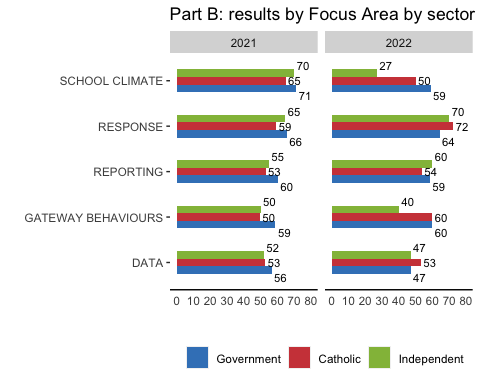 Part B: results by Focus Area by sector
2021 2022
70 27
SCHOOL CLIMATE 65 50
71 59
65 70
RESPONSE 59 72
66 64
55 60
REPORTING 53 54
60 59
50 40
GATEWAY BEHAVIOURS 50 60
59 60
52 47
DATA 53 53
56 47
0 10 20 30 40 50 60 70 80 0 10 20 30 40 50 60 70 80
Government Catholic Independent